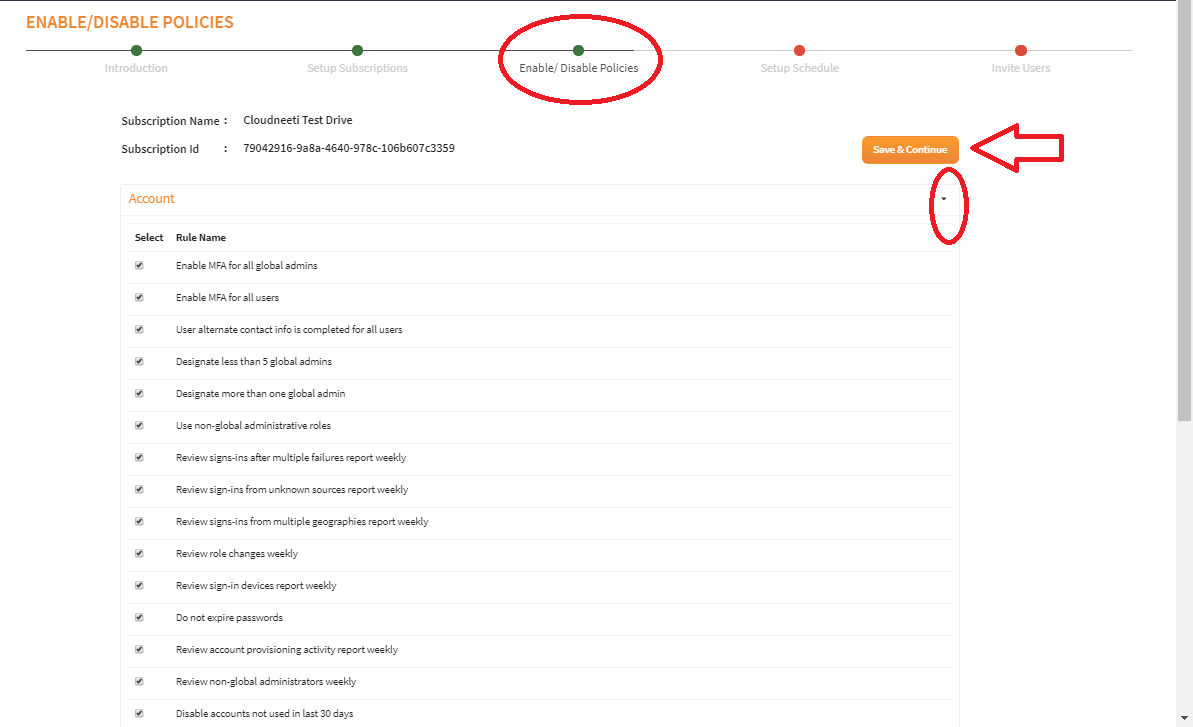 ENABLE/DISABLE POLICIES
Introduction
Setup Subscriptions
Enable/ Disable Policies
Setup Schedule
Invite Users
Subscription Name : Cloudneeti Test Drive
Subscription Id : 79042916-9a8a-4640-978c-106b607c3359
Save & Continue
Account
Select Rule Name
Enable MFA for all global admins
Enable MFA for all users
User alternate contact info is completed for all users
Designate less than 5 global admins
Designate more than one global admin
Use non-global administrative roles
Review signs-ins after multiple failures report weekly
Review sign-ins from unknown sources report weekly
Review signs-ins from multiple geographies report weekly
Review role changes weekly
Review sign-in devices report weekly
Do not expire passwords
Review account provisioning activity report weekly
Review non-global administrators weekly
Disable accounts not used in last 30 days